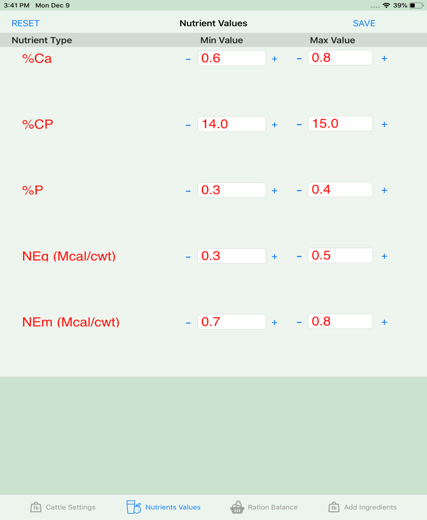 3:41 PM Mon Dec 9 39%
RESET Nutrient Values SAVE
Nutrient Type Min Value Max Value
%Ca - 0.6 + - 0.8 +
%CP - 14.0 + - 15.0 +
%P - 0.3 + - 0.4 +
NEg (Mcal/cwt) - 0.3 + - 0.5 +
NEm (Mcal/cwt) - 0.7 + - 0.8 +
Cattle Settings Nutrients Values Ration Balance Add Ingredients